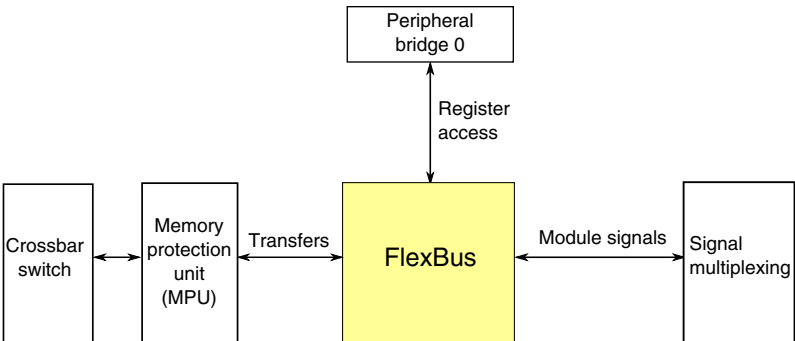 Peripheral
bridge 0
Register
access
Crossbar
switch
Memory
protection
unit
(MPU)
Transfers
FlexBus
Module signals
Signal
multiplexing